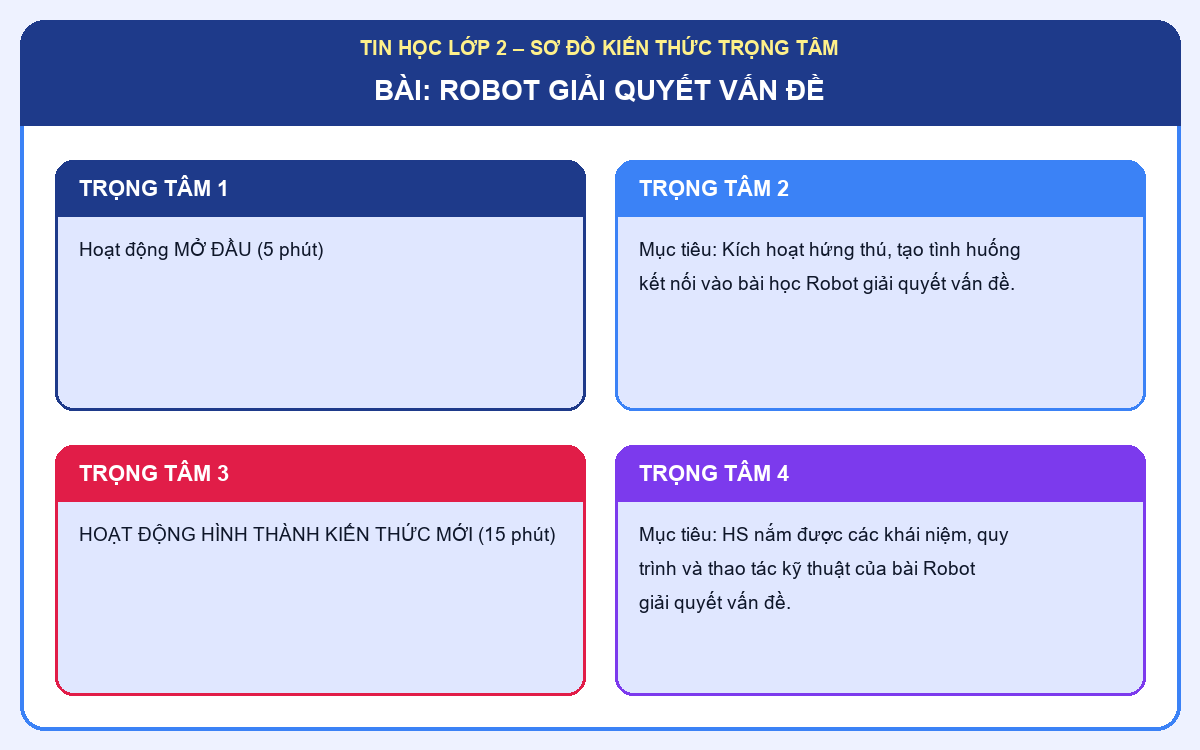 TIN HỌC LỚP 2 – SƠ ĐỒ KIẾN THỨC TRỌNG TÂM
BÀI: ROBOT GIẢI QUYẾT VẤN ĐỀ
TRỌNG TÂM 1
Hoạt động MỞ ĐẦU (5 phút)
TRỌNG TÂM 2
Mục tiêu: Kích hoạt hứng thú, tạo tình huống
kết nối vào bài học Robot giải quyết vấn đề.
TRỌNG TÂM 3
HOẠT ĐỘNG HÌNH THÀNH KIẾN THỨC MỚI (15 phút)
TRỌNG TÂM 4
Mục tiêu: HS nắm được các khái niệm, quy
trình và thao tác kỹ thuật của bài Robot
giải quyết vấn đề.